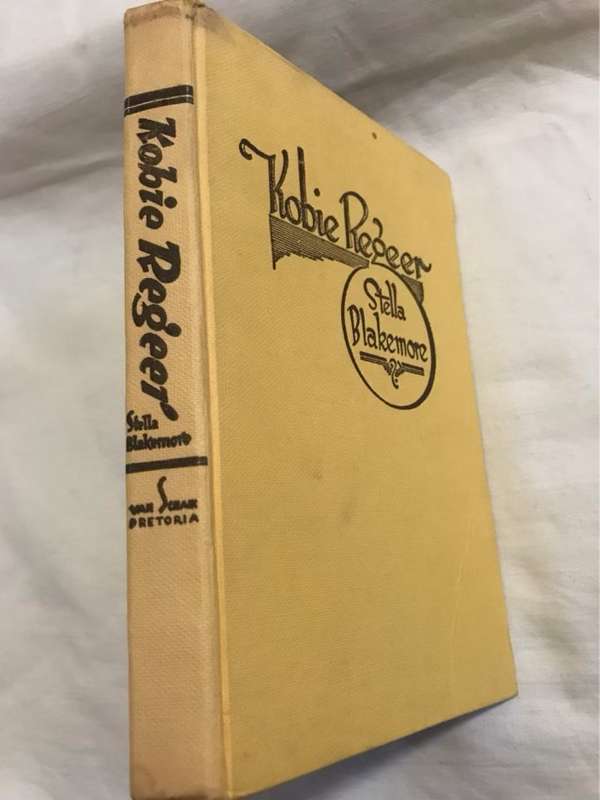 Kobie Regeer
Stella
Blakemore
Kobie Regeer
Stella
Blakemore
VAN SCHAIK
PRETORIA